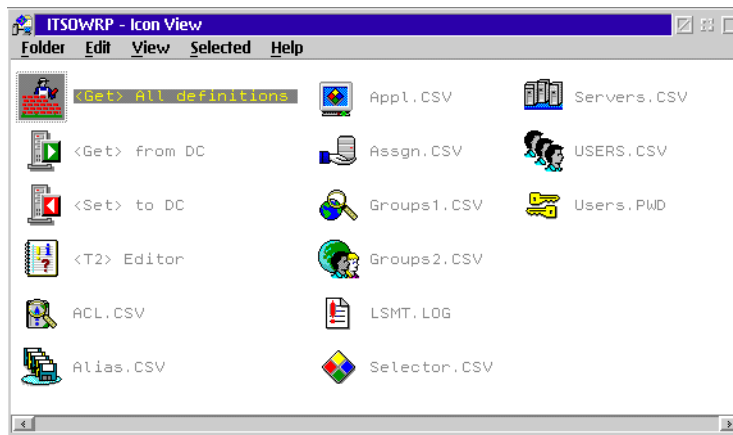 ITSOWRP - Icon View
Folder Edit View Selected Help
<Get> All definitions Appl.CSV Servers.CSV
<Get> from DC Assgn.CSV USERS.CSV
<Set> to DC Groups1.CSV Users.PWD
<T2> Editor Groups2.CSV
ACL.CSV LSMT.LOG
Alias.CSV Selector.CSV